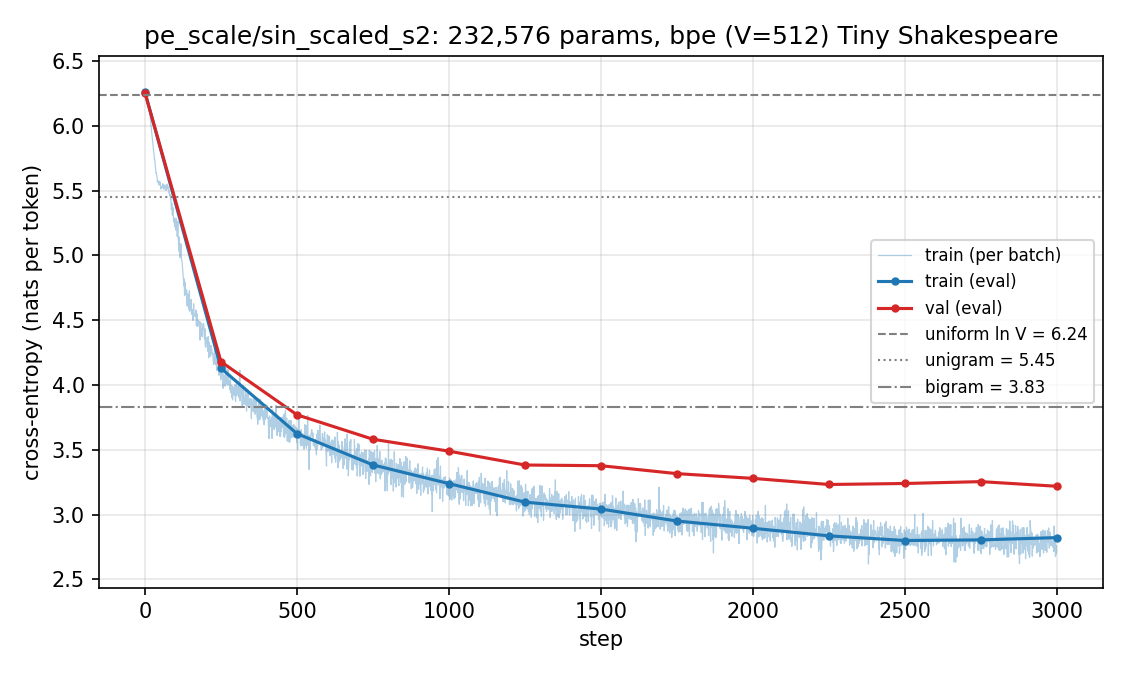 pe_scale/sin_scaled_s2: 232,576 params, bpe (V=512) Tiny Shakespeare
cross-entropy (nats per token)
6.5
6.0
5.5
5.0
4.5
4.0
3.5
3.0
2.5
train (per batch)
train (eval)
val (eval)
uniform ln V = 6.24
unigram = 5.45
bigram = 3.83
0
500
1000
1500
2000
2500
3000
step